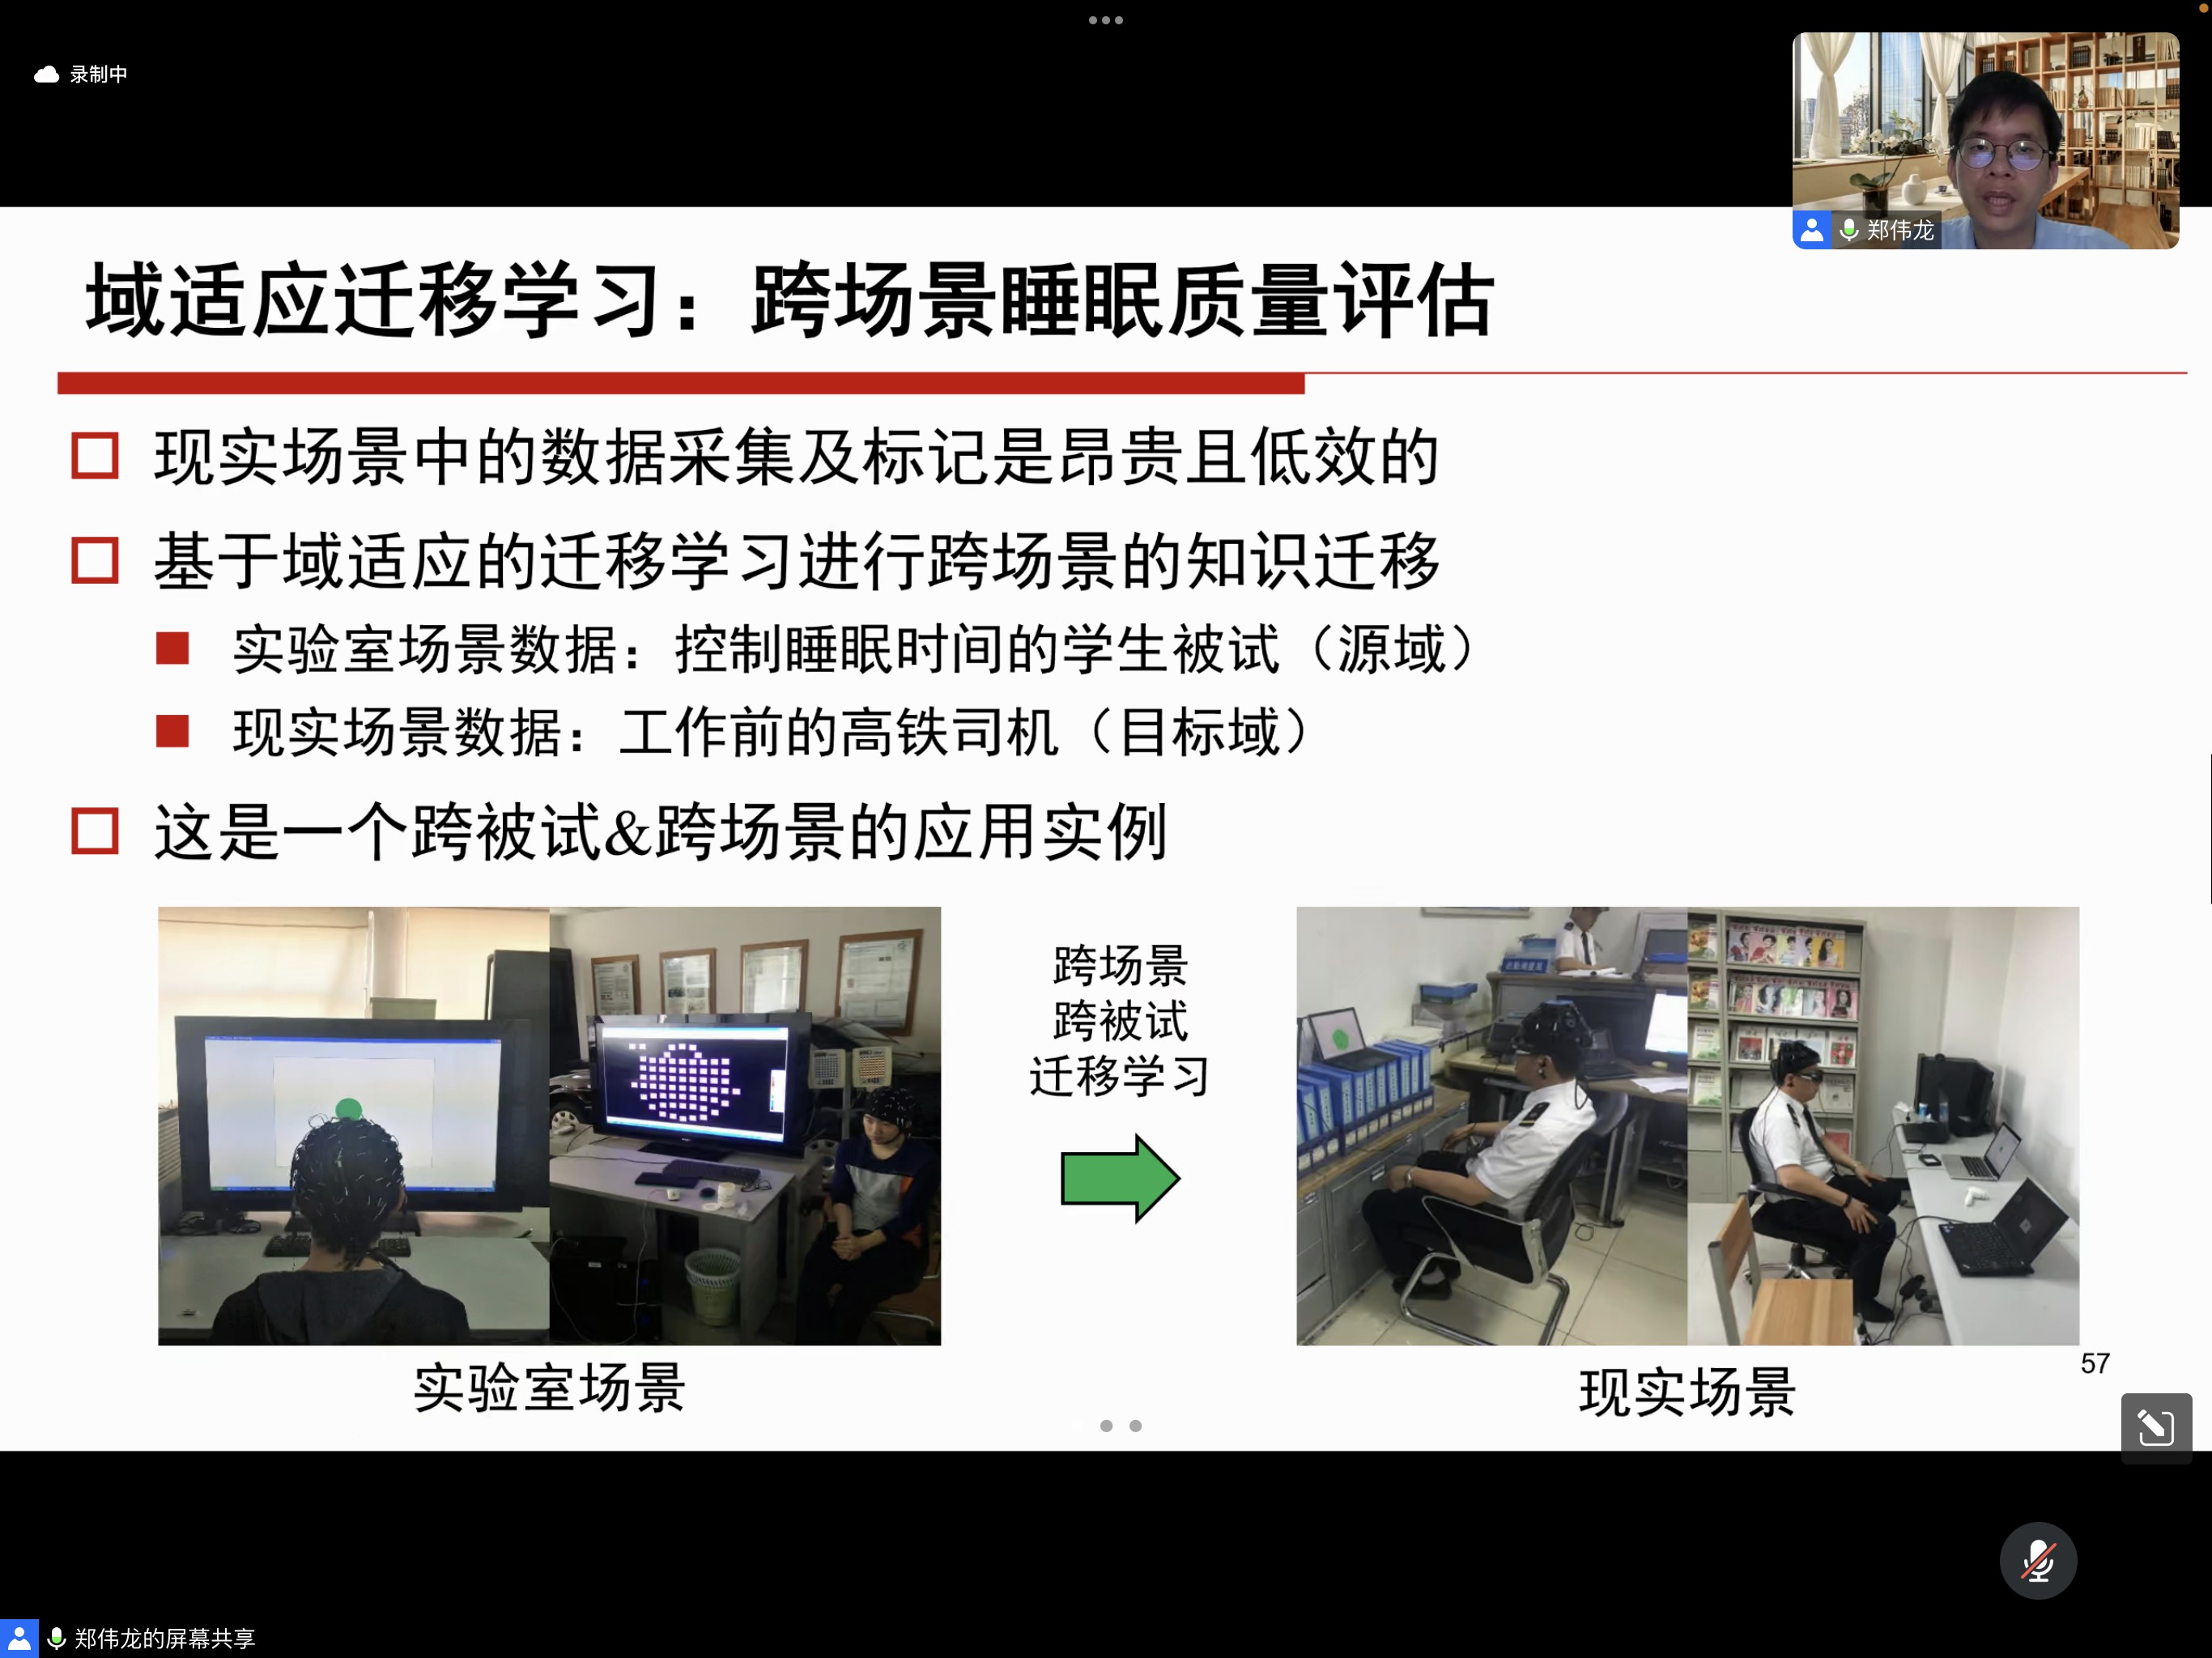 录制中
郑伟龙
域适应迁移学习：跨场景睡眠质量评估
现实场景中的数据采集及标记是昂贵且低效的
基于域适应的迁移学习进行跨场景的知识迁移
实验室场景数据：控制睡眠时间的学生被试（源域）
现实场景数据：工作前的高铁司机（目标域）
这是一个跨被试&跨场景的应用实例
跨场景
跨被试
迁移学习
实验室场景
现实场景
57
郑伟龙的屏幕共享